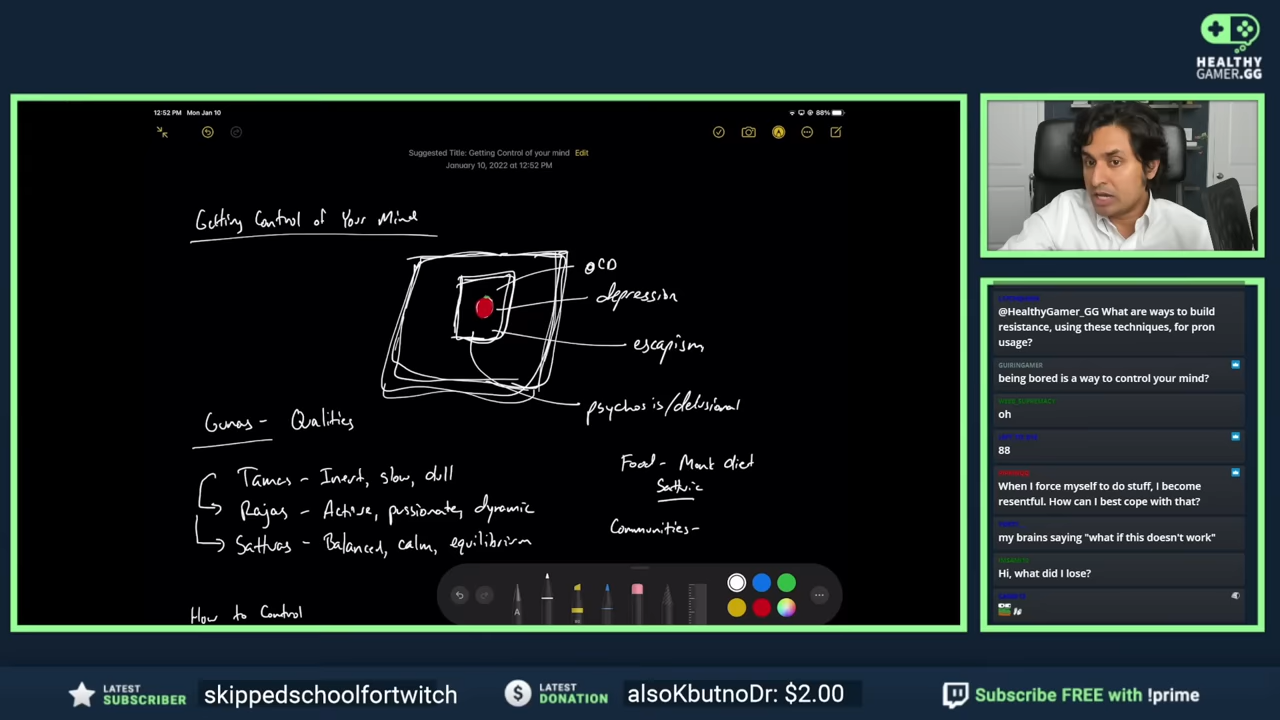 HEALTHY
GAMER.GG
12:52 PM Mon Jan 10
88%
Suggested Title: Getting Control of your mind Edit
January 10, 2022 at 12:52 PM
Getting Control of Your Mind
OCD
depression
escapism
psychosis/delusional
Gunas - Qualities
Tamas - Inert, slow, dull
Rajas - Active, passionate, dynamic
Sattvas - Balanced, calm, equilibrium
Food - Monk diet
Sattvic
Communities -
How to Control
@HealthyGamer_GG What are ways to build
resistance, using these techniques, for pron
usage?
GUIRINGAMER
being bored is a way to control your mind?
oh
88
When I force myself to do stuff, I become
resentful. How can I best cope with that?
my brains saying "what if this doesn't work"
Hi, what did I lose?
LATEST
SUBSCRIBER
skippedschoolfortwitch
LATEST
DONATION
alsoKbutnoDr: $2.00
Subscribe FREE with !prime